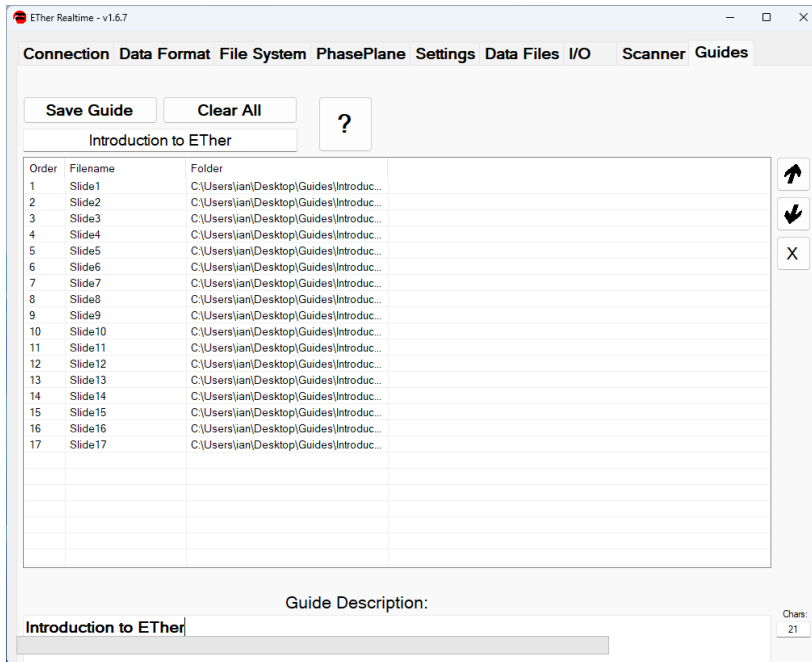 ETher Realtime - v1.6.7
Connection Data Format File System PhasePlane Settings Data Files I/O Scanner Guides
Save Guide Clear All ?
Introduction to ETher
Order Filename Folder
1 Slide1 C:\Users\ian\Desktop\Guides\Introduc...
2 Slide2 C:\Users\ian\Desktop\Guides\Introduc...
3 Slide3 C:\Users\ian\Desktop\Guides\Introduc...
4 Slide4 C:\Users\ian\Desktop\Guides\Introduc...
5 Slide5 C:\Users\ian\Desktop\Guides\Introduc...
6 Slide6 C:\Users\ian\Desktop\Guides\Introduc...
7 Slide7 C:\Users\ian\Desktop\Guides\Introduc...
8 Slide8 C:\Users\ian\Desktop\Guides\Introduc...
9 Slide9 C:\Users\ian\Desktop\Guides\Introduc...
10 Slide10 C:\Users\ian\Desktop\Guides\Introduc...
11 Slide11 C:\Users\ian\Desktop\Guides\Introduc...
12 Slide12 C:\Users\ian\Desktop\Guides\Introduc...
13 Slide13 C:\Users\ian\Desktop\Guides\Introduc...
14 Slide14 C:\Users\ian\Desktop\Guides\Introduc...
15 Slide15 C:\Users\ian\Desktop\Guides\Introduc...
16 Slide16 C:\Users\ian\Desktop\Guides\Introduc...
17 Slide17 C:\Users\ian\Desktop\Guides\Introduc...
X
Guide Description:
Chars:
Introduction to ETher 21